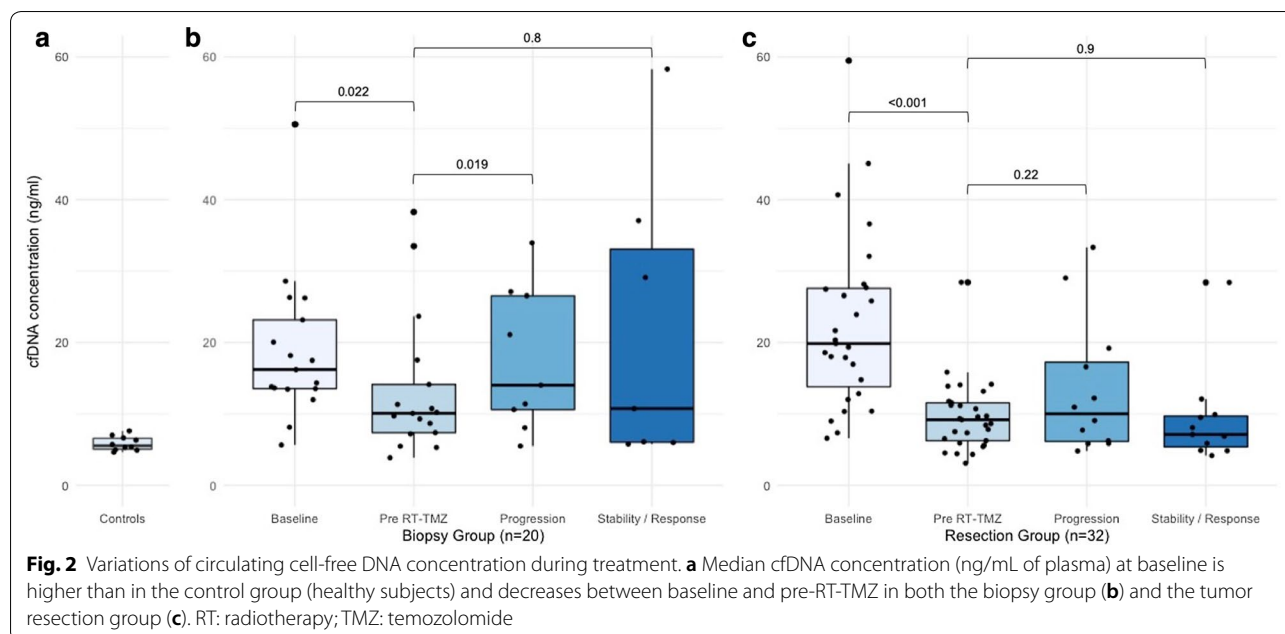 a
b
c
60
40
20
0
cfDNA concentration (ng/ml)
Controls
60
40
20
0
0.8
0.022
0.019
Baseline
Pre RT-TMZ
Progression
Stability / Response
Biopsy Group (n=20)
60
40
20
0
0.9
<0.001
0.22
Baseline
Pre RT-TMZ
Progression
Stability / Response
Resection Group (n=32)
Fig. 2 Variations of circulating cell-free DNA concentration during treatment. a Median cfDNA concentration (ng/mL of plasma) at baseline is
higher than in the control group (healthy subjects) and decreases between baseline and pre-RT-TMZ in both the biopsy group (b) and the tumor
resection group (c). RT: radiotherapy; TMZ: temozolomide